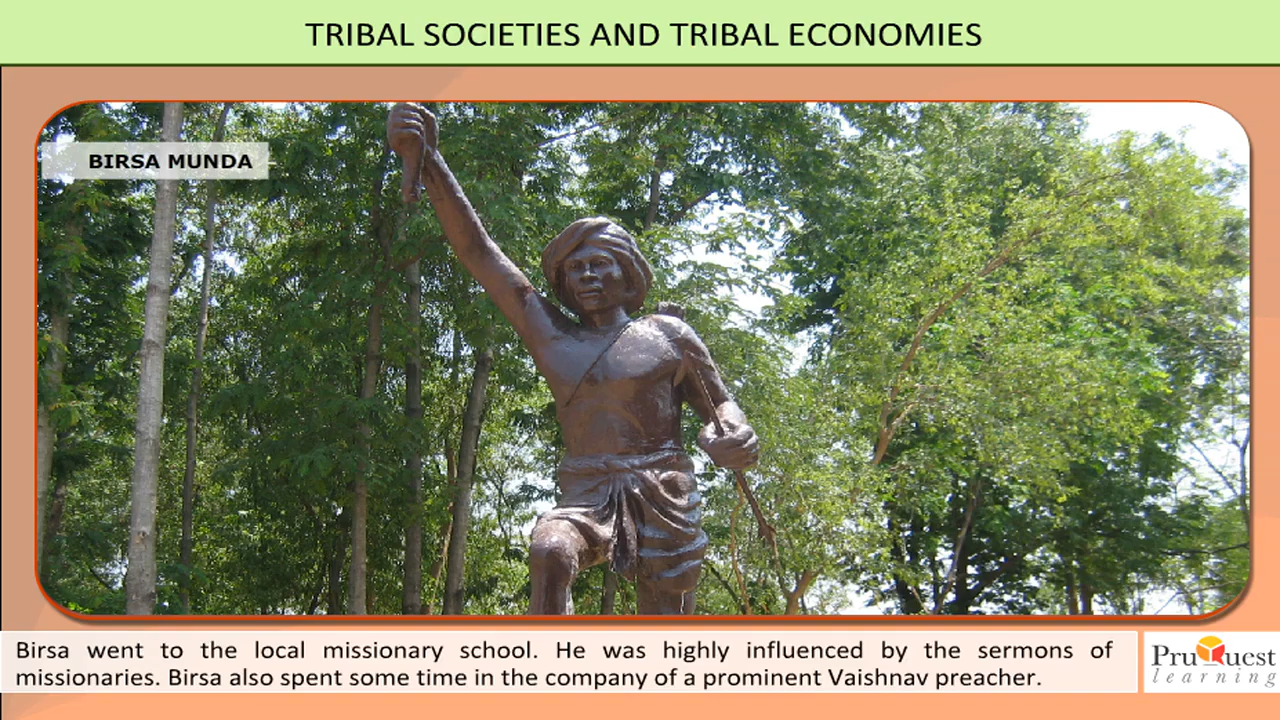 TRIBAL SOCIETIES AND TRIBAL ECONOMIES
BIRSA MUNDA
Birsa went to the local missionary school. He was highly influenced by the sermons of
missionaries. Birsa also spent some time in the company of a prominent Vaishnav preacher.
PruQuest
learning